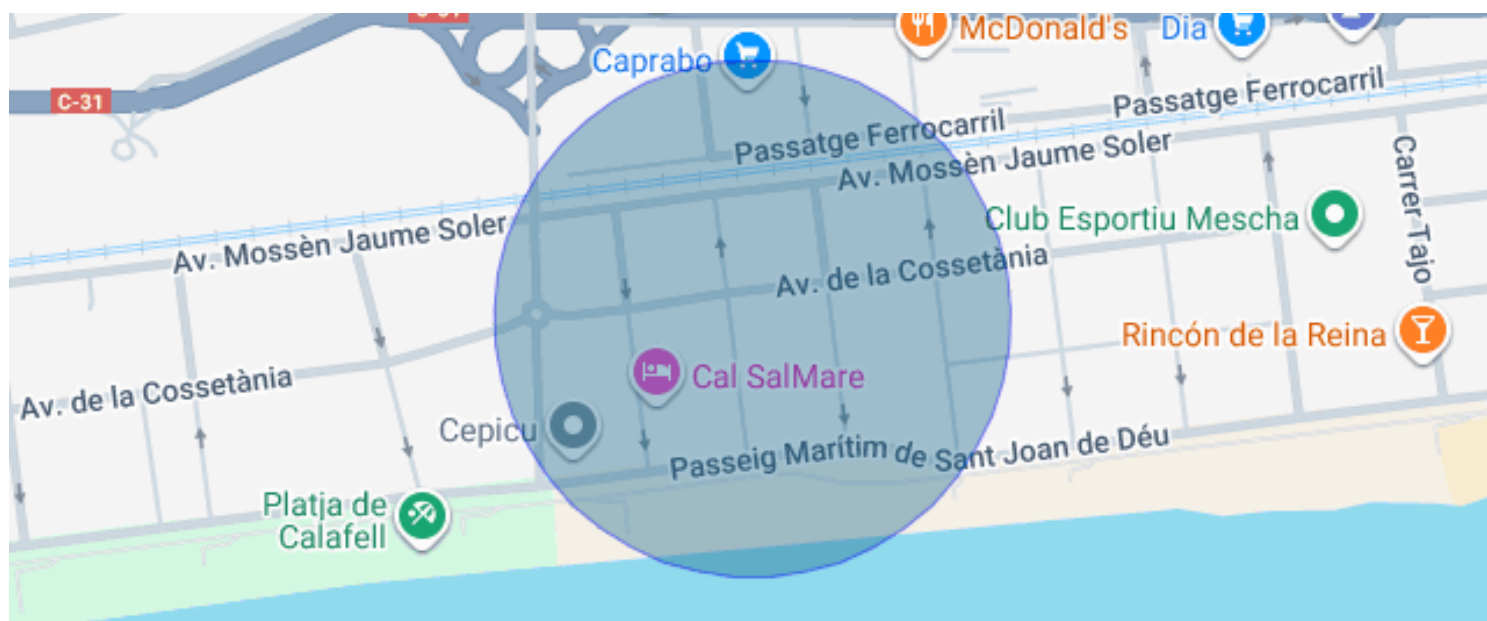 C-31
McDonald's
Dia
Caprabo
C-31
Passatge Ferrocarril
Passatge Ferrocarril
Av. Mossèn Jaume Soler
Carrer Tajo
Av. Mossèn Jaume Soler
Club Esportiu Mescha
Av. de la Cossetània
Rincón de la Reina
Cal SalMare
Av. de la Cossetània
Cepicu
Passeig Marítim de Sant Joan de Déu
Platja de
Calafell